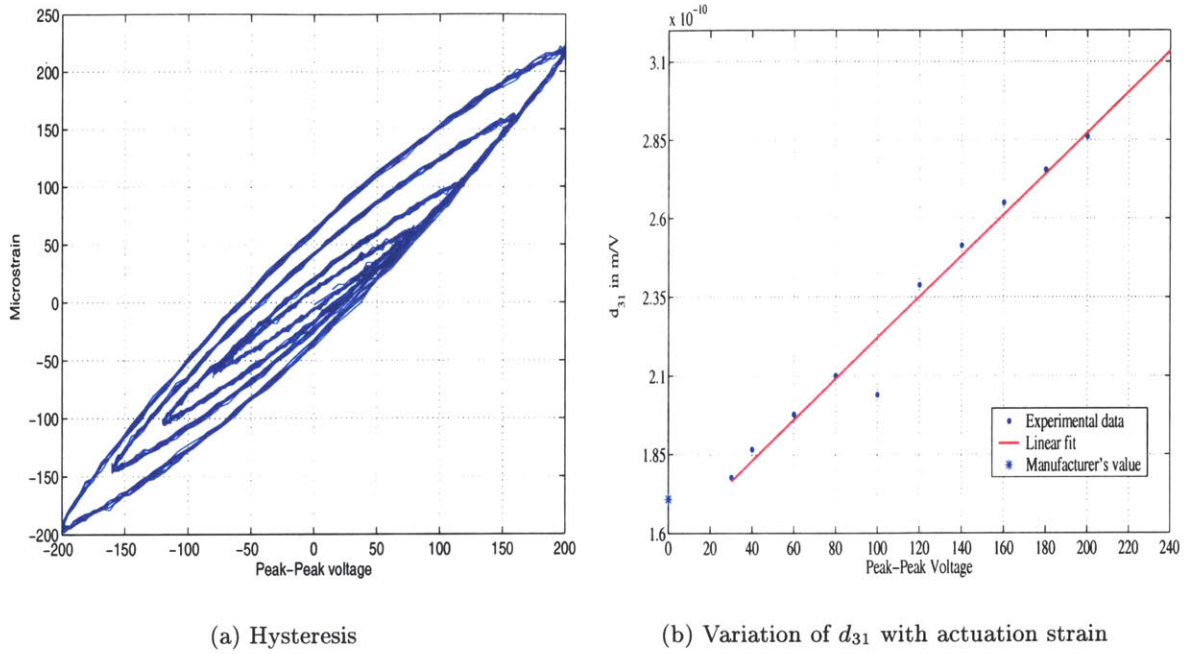 250
200
150
100
50
0
−50
−100
−150
−200
−200 −150 −100 −50 0 50 100 150 200
Microstrain
Peak−Peak voltage
(a) Hysteresis
x 10⁻¹⁰
3.1
2.85
2.6
2.35
2.1
1.85
1.6
0 20 40 60 80 100 120 140 160 180 200 220 240
d₃₁ in m/V
Peak−Peak Voltage
Experimental data
Linear fit
Manufacturer's value
(b) Variation of d₃₁ with actuation strain